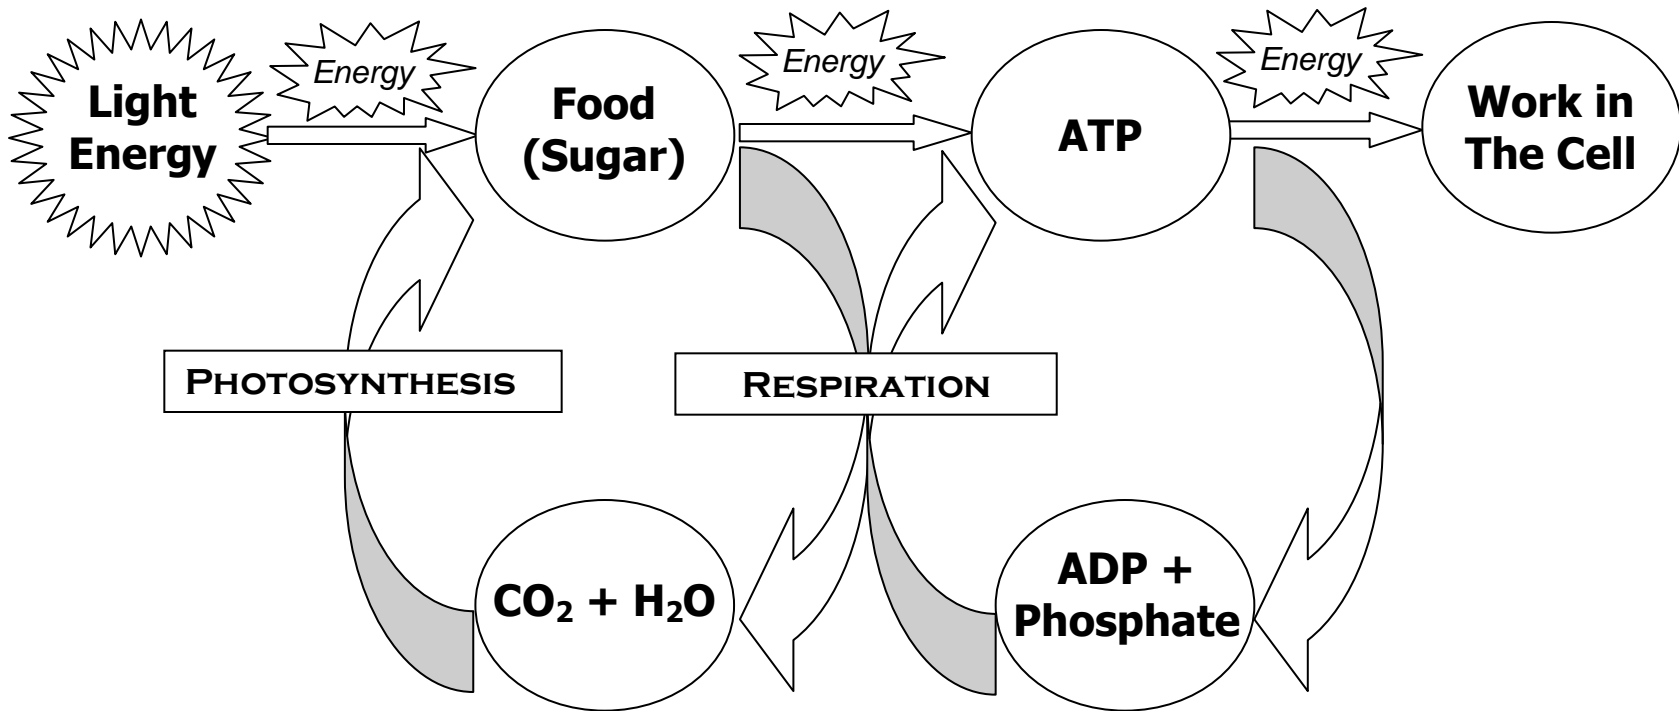 Light
Energy
Energy
Food
(Sugar)
Energy
ATP
Energy
Work in
The Cell
PHOTOSYNTHESIS
RESPIRATION
CO₂ + H₂O
ADP +
Phosphate